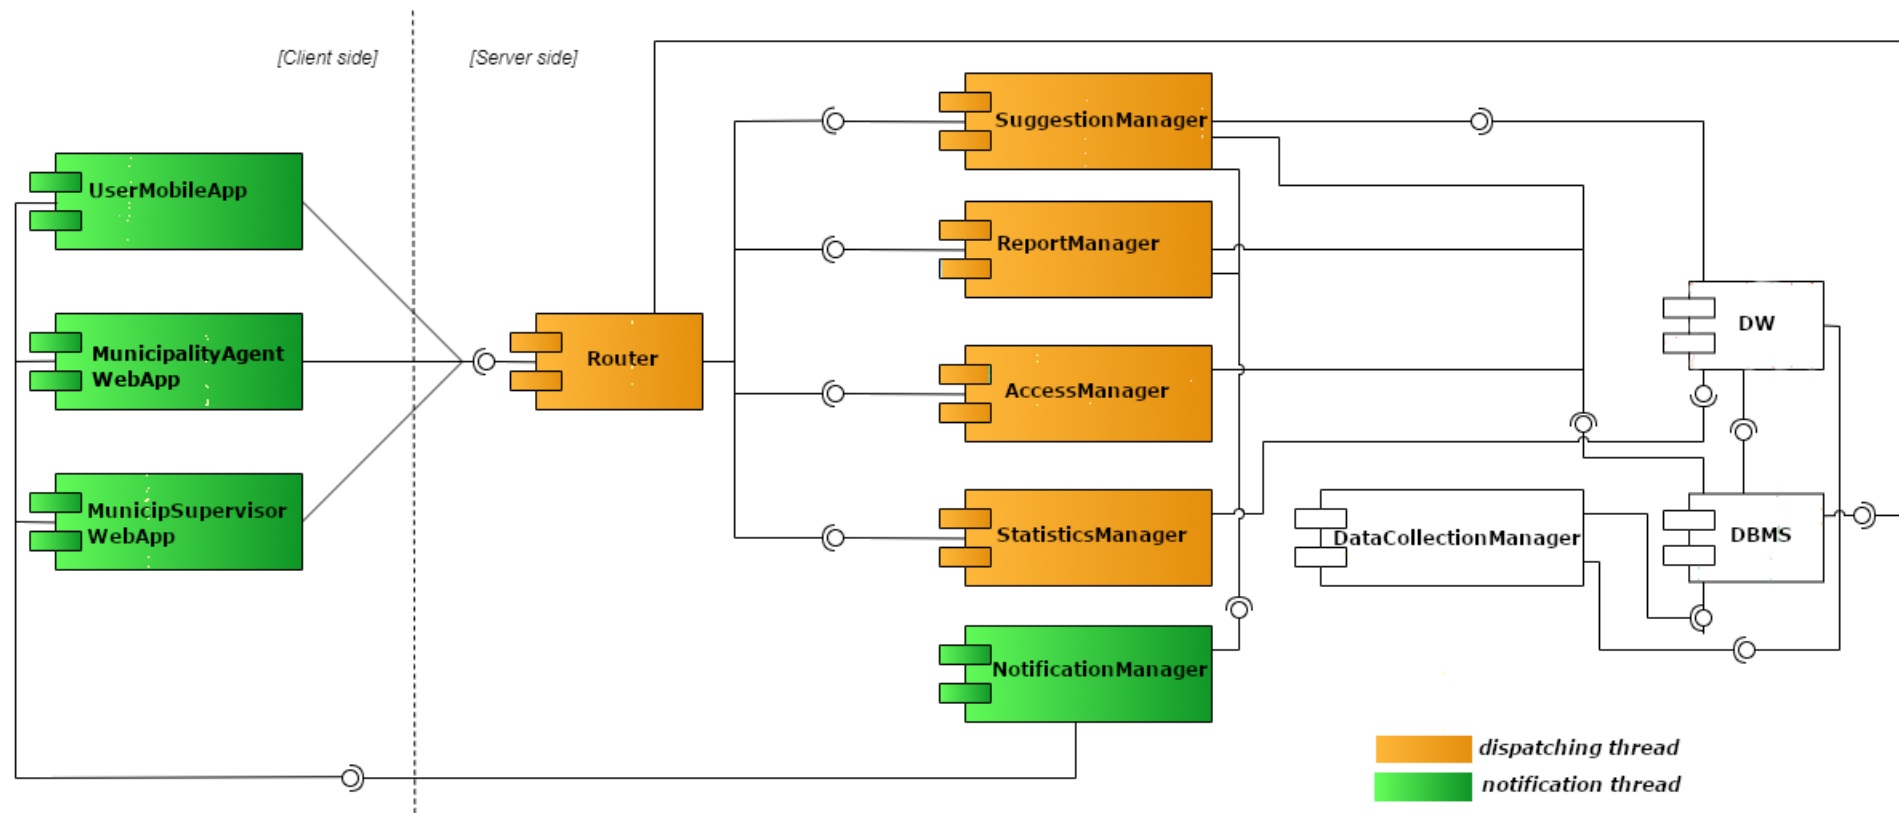 [Client side]
[Server side]
SuggestionManager
UserMobileApp
ReportManager
DW
MunicipalityAgent
WebApp
Router
AccessManager
MunicipSupervisor
WebApp
StatisticsManager
DataCollectionManager
DBMS
NotificationManager
dispatching thread
notification thread